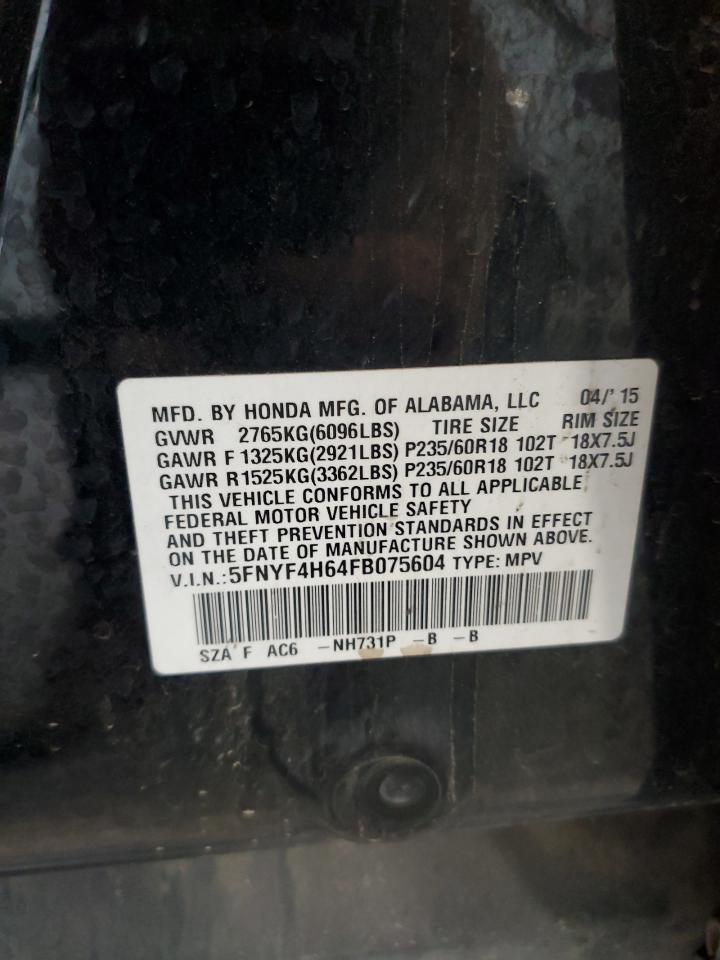 MFD. BY HONDA MFG. OF ALABAMA, LLC 04/'15
GVWR 2765KG(6096LBS) TIRE SIZE RIM SIZE
GAWR F1325KG(2921LBS) P235/60R18 102T 18X7.5J
GAWR R1525KG(3362LBS) P235/60R18 102T 18X7.5J
THIS VEHICLE CONFORMS TO ALL APPLICABLE
FEDERAL MOTOR VEHICLE SAFETY
AND THEFT PREVENTION STANDARDS IN EFFECT
ON THE DATE OF MANUFACTURE SHOWN ABOVE.
V.I.N.:5FNYF4H64FB075604 TYPE: MPV
SZA F AC6 -NH731P -B -B